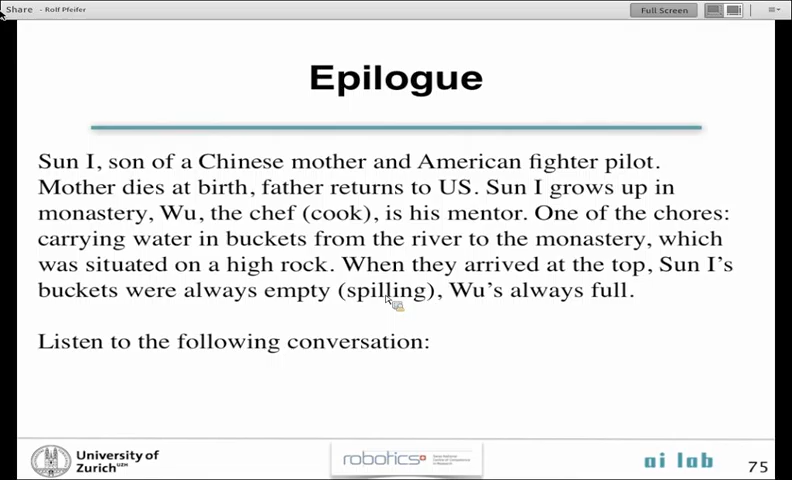 Share - Rolf Pfeifer
Full Screen
Epilogue
Sun I, son of a Chinese mother and American fighter pilot.
Mother dies at birth, father returns to US. Sun I grows up in
monastery, Wu, the chef (cook), is his mentor. One of the chores:
carrying water in buckets from the river to the monastery, which
was situated on a high rock. When they arrived at the top, Sun I's
buckets were always empty (spilling), Wu's always full.
Listen to the following conversation:
University of
Zurich UZH
robotics
ai lab
75